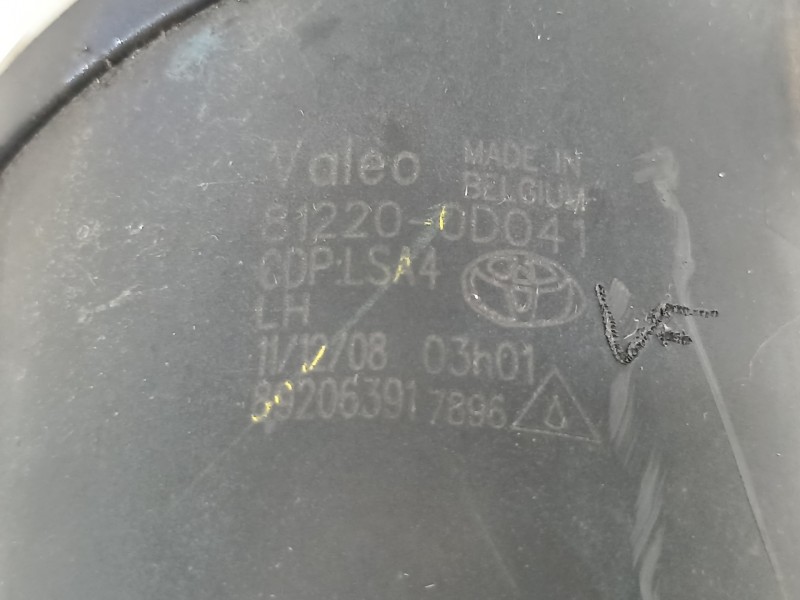 Valeo
MADE IN
BELGIUM
81220-0D041
CDP:LSA4
LH
11/12/08 03h01
89206391 7896